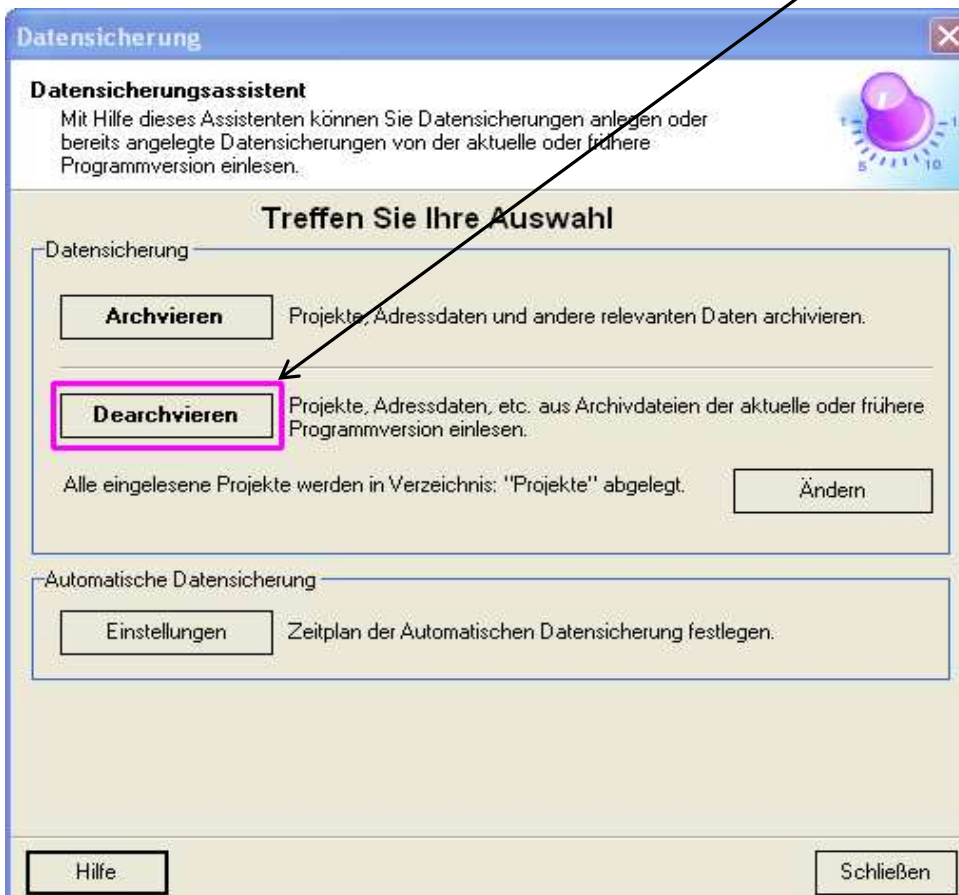 Datensicherung
Datensicherungsassistent
Mit Hilfe dieses Assistenten können Sie Datensicherungen anlegen oder
bereits angelegte Datensicherungen von der aktuelle oder frühere
Programmversion einlesen.
1
5
10
Treffen Sie Ihre Auswahl
Datensicherung
Archvieren
Projekte, Adressdaten und andere relevanten Daten archivieren.
Dearchvieren
Projekte, Adressdaten, etc. aus Archivdateien der aktuelle oder frühere
Programmversion einlesen.
Alle eingelesene Projekte werden in Verzeichnis: "Projekte" abgelegt.
Ändern
Automatische Datensicherung
Einstellungen
Zeitplan der Automatischen Datensicherung festlegen.
Hilfe
Schließen